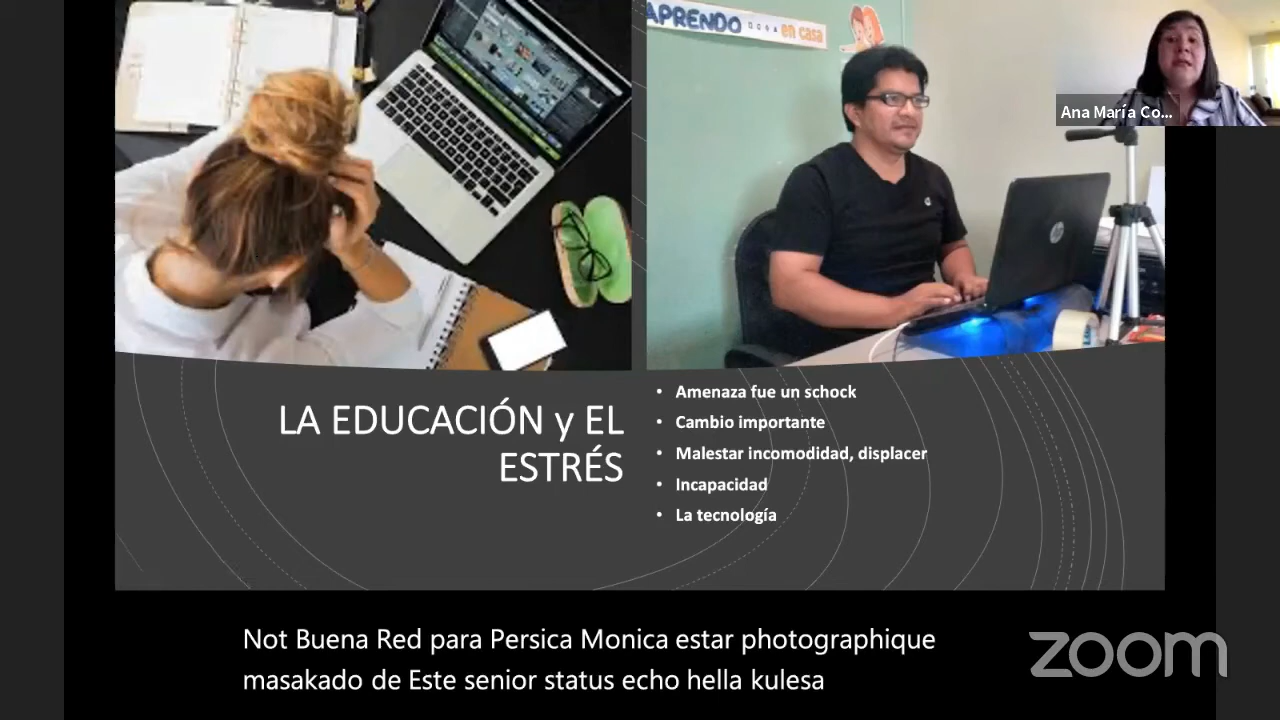 APRENDO en casa
Ana María Co...
LA EDUCACIÓN y EL
ESTRÉS
• Amenaza fue un schock
• Cambio importante
• Malestar incomodidad, displacer
• Incapacidad
• La tecnología
Not Buena Red para Persica Monica estar photographique
masakado de Este senior status echo hella kulesa
zoom
hp